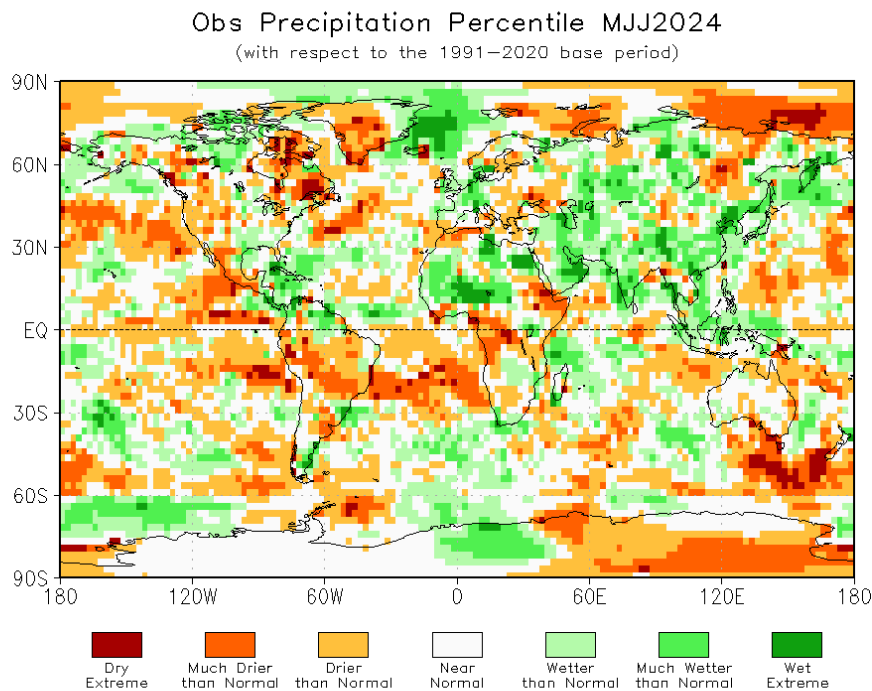 Obs Precipitation Percentile MJJ2024
(with respect to the 1991-2020 base period)
90N
60N
30N
EQ
30S
60S
90S
180 120W 60W 0 60E 120E 180
Dry Extreme
Much Drier than Normal
Drier than Normal
Near Normal
Wetter than Normal
Much Wetter than Normal
Wet Extreme